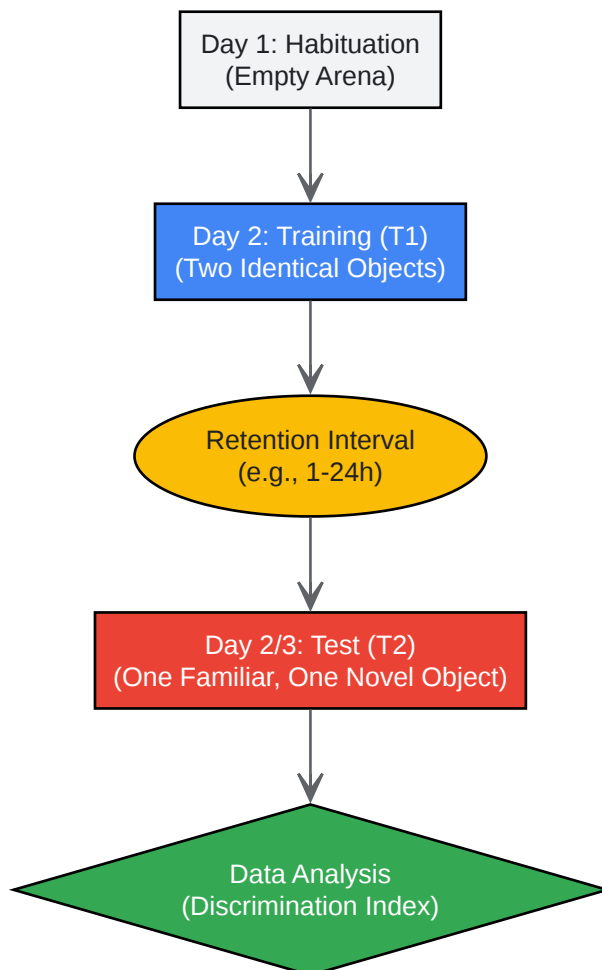 Day 1: Habituation
(Empty Arena)
Day 2: Training (T1)
(Two Identical Objects)
Retention Interval
(e.g., 1-24h)
Day 2/3: Test (T2)
(One Familiar, One Novel Object)
Data Analysis
(Discrimination Index)